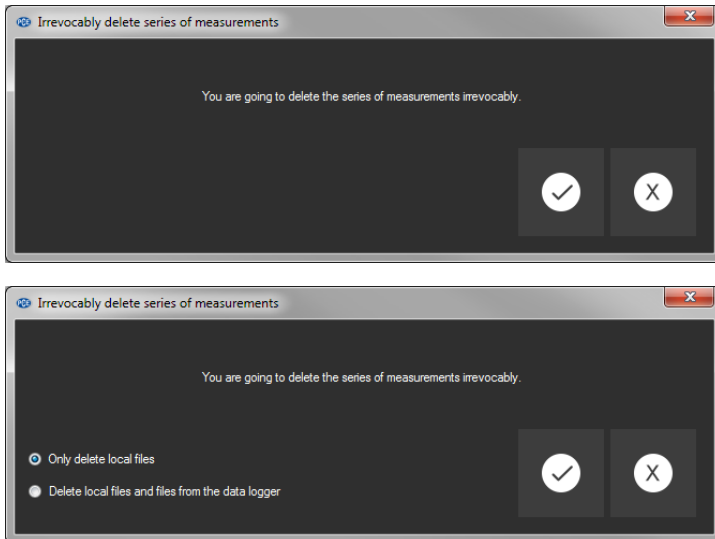 PCE Irrevocably delete series of measurements
You are going to delete the series of measurements irrevocably.
X
PCE Irrevocably delete series of measurements
You are going to delete the series of measurements irrevocably.
Only delete local files
X
Delete local files and files from the data logger